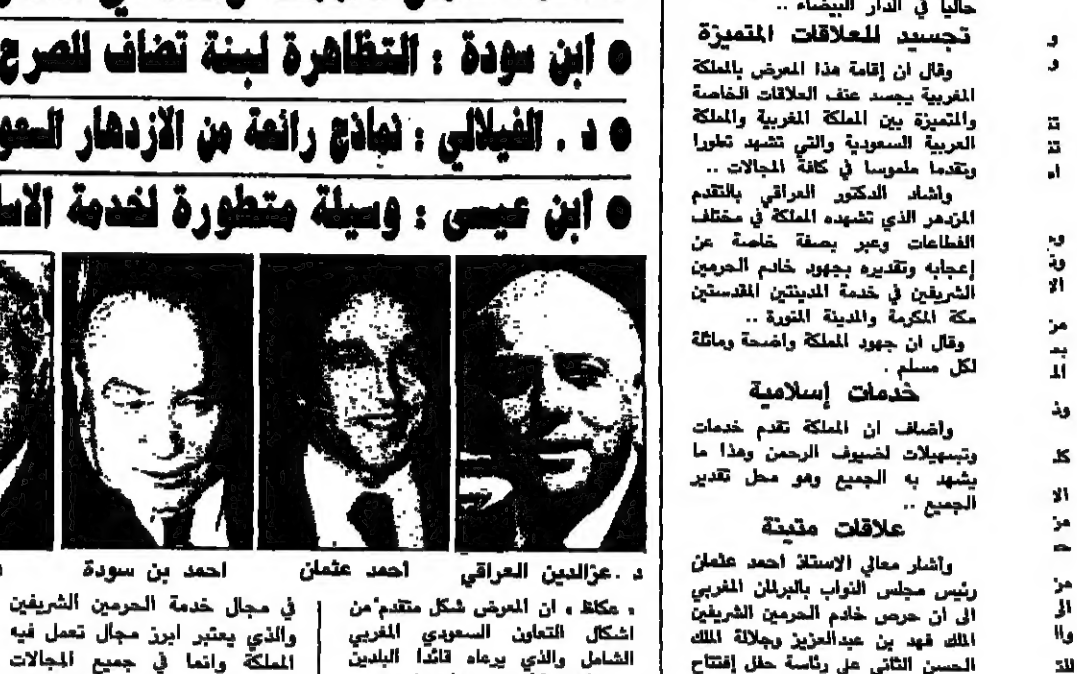 حاليا في الدار البيضاء ..
تجسيد للعلاقات المتميزة
وقال ان إقامة هذا المعرض بالمملكة
المغربية يجسد عتف العلاقات الخاصة
والمتميزة بين المملكة المغربية والمملكة
العربية السعودية والتي تتشهد تطورا
وتقدما ملموسا في كافة المجالات ..
واشاد الدكتور العراقي بالتقدم
المزدهر الذي تشهده المملكة في مختلف
القطاعات وعبر بصفة خاصة عن
إعجابه وتقديره بجهود خادم الحرمين
الشريفين في خدمة المدينتين المقدستين
مكة المكرمة والمدينة المنورة ..
وقال ان جهود المملكة واضحة وماثلة
لكل مسلم .
خدمات إسلامية
واضاف ان المملكة تقدم خدمات
وتسهيلات لضيوف الرحمن وهذا ما
يشهد به الجميع وهو محل تقدير
الجميع ..
علاقات متينة
واشار معالي الاستاذ احمد عثمان
رئيس مجلس النواب بالبرلمان المغربي
الى ان حرص خادم الحرمين الشريفين
الملك فهد بن عبدالعزيز وجلالة الملك
الحسن الثاني على رئاسة حفل إفتتاح
● ابن سودة : التظاهرة لبنة تضاف للصرح
● د . الفيلالي : نماذج رائعة من الازدهار السعو
● ابن عيسى : وسيلة متطورة لخدمة الاسلا
د . عزالدين العراقي
احمد عثمان
احمد بن سودة
« عكاظ » ان المعرض شكل متقدم من
اشكال التعاون السعودي المغربي
الشامل والذي يرعاه قائدا البلدين
في مجال خدمة الحرمين الشريفين
والذي يعتبر ابرز مجال تعمل فيه
المملكة وانما في جميع المجالات